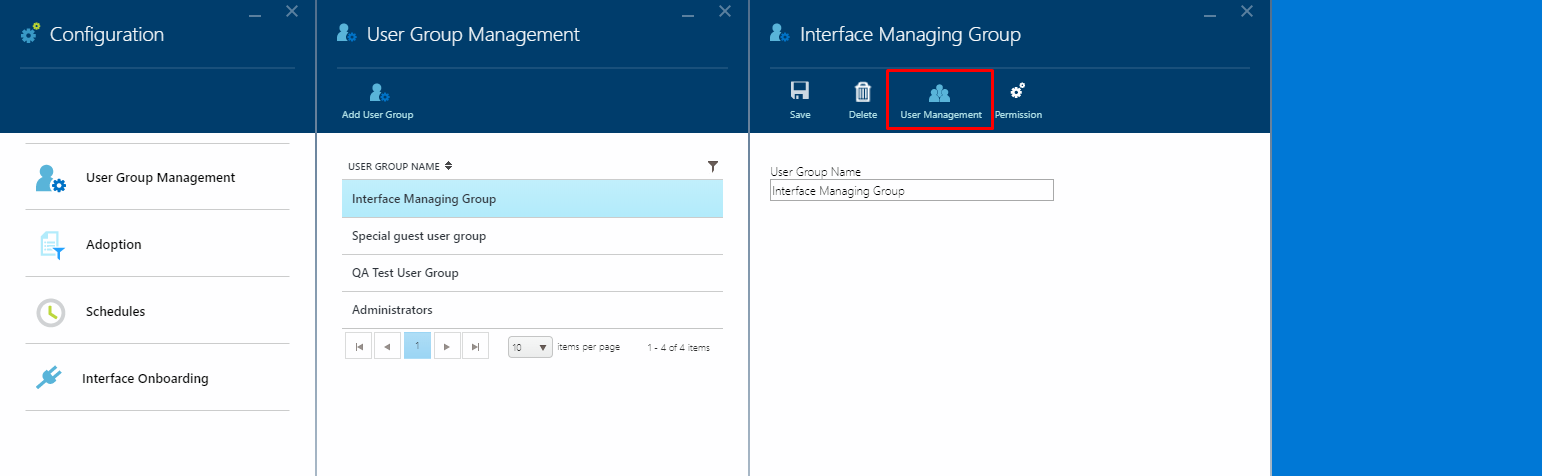 Configuration
User Group Management
Adoption
Schedules
Interface Onboarding
User Group Management
Add User Group
USER GROUP NAME
Interface Managing Group
Special guest user group
QA Test User Group
Administrators
1 10 items per page 1 - 4 of 4 items
Interface Managing Group
Save Delete User Management Permission
User Group Name
Interface Managing Group